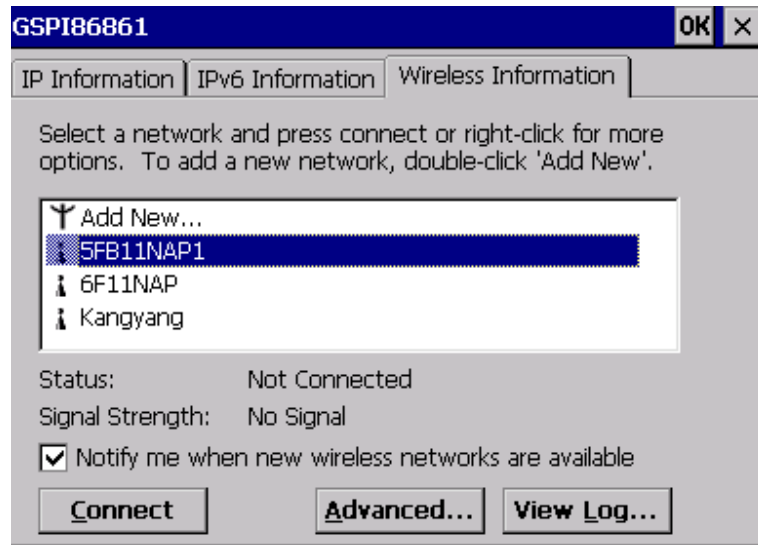 GSPI86861 OK ×
IP Information IPv6 Information Wireless Information
Select a network and press connect or right-click for more
options. To add a new network, double-click 'Add New'.
Add New...
5FB11NAP1
6F11NAP
Kangyang
Status: Not Connected
Signal Strength: No Signal
Notify me when new wireless networks are available
Connect Advanced... View Log...